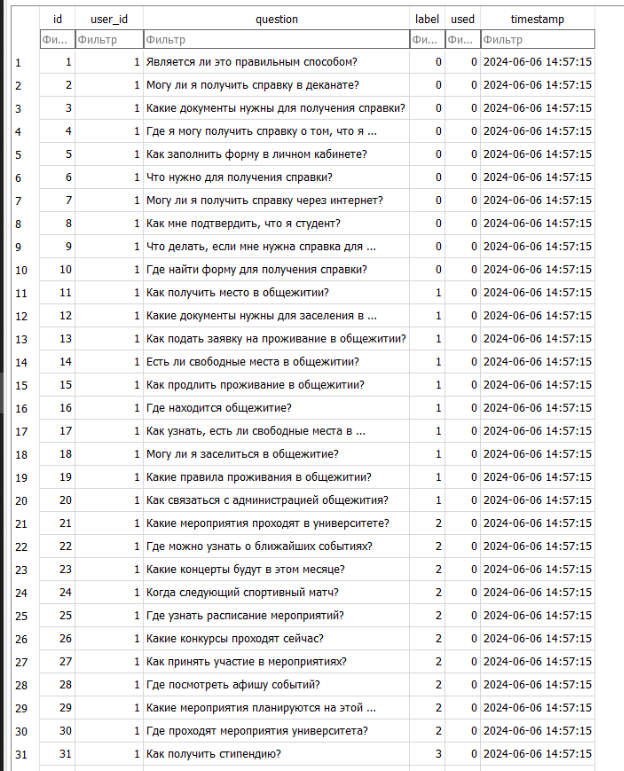 id user_id question label used timestamp
Фи... Фильтр Фильтр Фи... Фи... Фильтр
1 1 1 Является ли это правильным способом? 0 0 2024-06-06 14:57:15
2 2 1 Могу ли я получить справку в деканате? 0 0 2024-06-06 14:57:15
3 3 1 Какие документы нужны для получения справки? 0 0 2024-06-06 14:57:15
4 4 1 Где я могу получить справку о том, что я ... 0 0 2024-06-06 14:57:15
5 5 1 Как заполнить форму в личном кабинете? 0 0 2024-06-06 14:57:15
6 6 1 Что нужно для получения справки? 0 0 2024-06-06 14:57:15
7 7 1 Могу ли я получить справку через интернет? 0 0 2024-06-06 14:57:15
8 8 1 Как мне подтвердить, что я студент? 0 0 2024-06-06 14:57:15
9 9 1 Что делать, если мне нужна справка для ... 0 0 2024-06-06 14:57:15
10 10 1 Где найти форму для получения справки? 0 0 2024-06-06 14:57:15
11 11 1 Как получить место в общежитии? 1 0 2024-06-06 14:57:15
12 12 1 Какие документы нужны для заселения в ... 1 0 2024-06-06 14:57:15
13 13 1 Как подать заявку на проживание в общежитии? 1 0 2024-06-06 14:57:15
14 14 1 Есть ли свободные места в общежитии? 1 0 2024-06-06 14:57:15
15 15 1 Как продлить проживание в общежитии? 1 0 2024-06-06 14:57:15
16 16 1 Где находится общежитие? 1 0 2024-06-06 14:57:15
17 17 1 Как узнать, есть ли свободные места в ... 1 0 2024-06-06 14:57:15
18 18 1 Могу ли я заселиться в общежитие? 1 0 2024-06-06 14:57:15
19 19 1 Какие правила проживания в общежитии? 1 0 2024-06-06 14:57:15
20 20 1 Как связаться с администрацией общежития? 1 0 2024-06-06 14:57:15
21 21 1 Какие мероприятия проходят в университете? 2 0 2024-06-06 14:57:15
22 22 1 Где можно узнать о ближайших событиях? 2 0 2024-06-06 14:57:15
23 23 1 Какие концерты будут в этом месяце? 2 0 2024-06-06 14:57:15
24 24 1 Когда следующий спортивный матч? 2 0 2024-06-06 14:57:15
25 25 1 Где узнать расписание мероприятий? 2 0 2024-06-06 14:57:15
26 26 1 Какие конкурсы проходят сейчас? 2 0 2024-06-06 14:57:15
27 27 1 Как принять участие в мероприятиях? 2 0 2024-06-06 14:57:15
28 28 1 Где посмотреть афишу событий? 2 0 2024-06-06 14:57:15
29 29 1 Какие мероприятия планируются на этой ... 2 0 2024-06-06 14:57:15
30 30 1 Где проходят мероприятия университета? 2 0 2024-06-06 14:57:15
31 31 1 Как получить стипендию? 3 0 2024-06-06 14:57:15